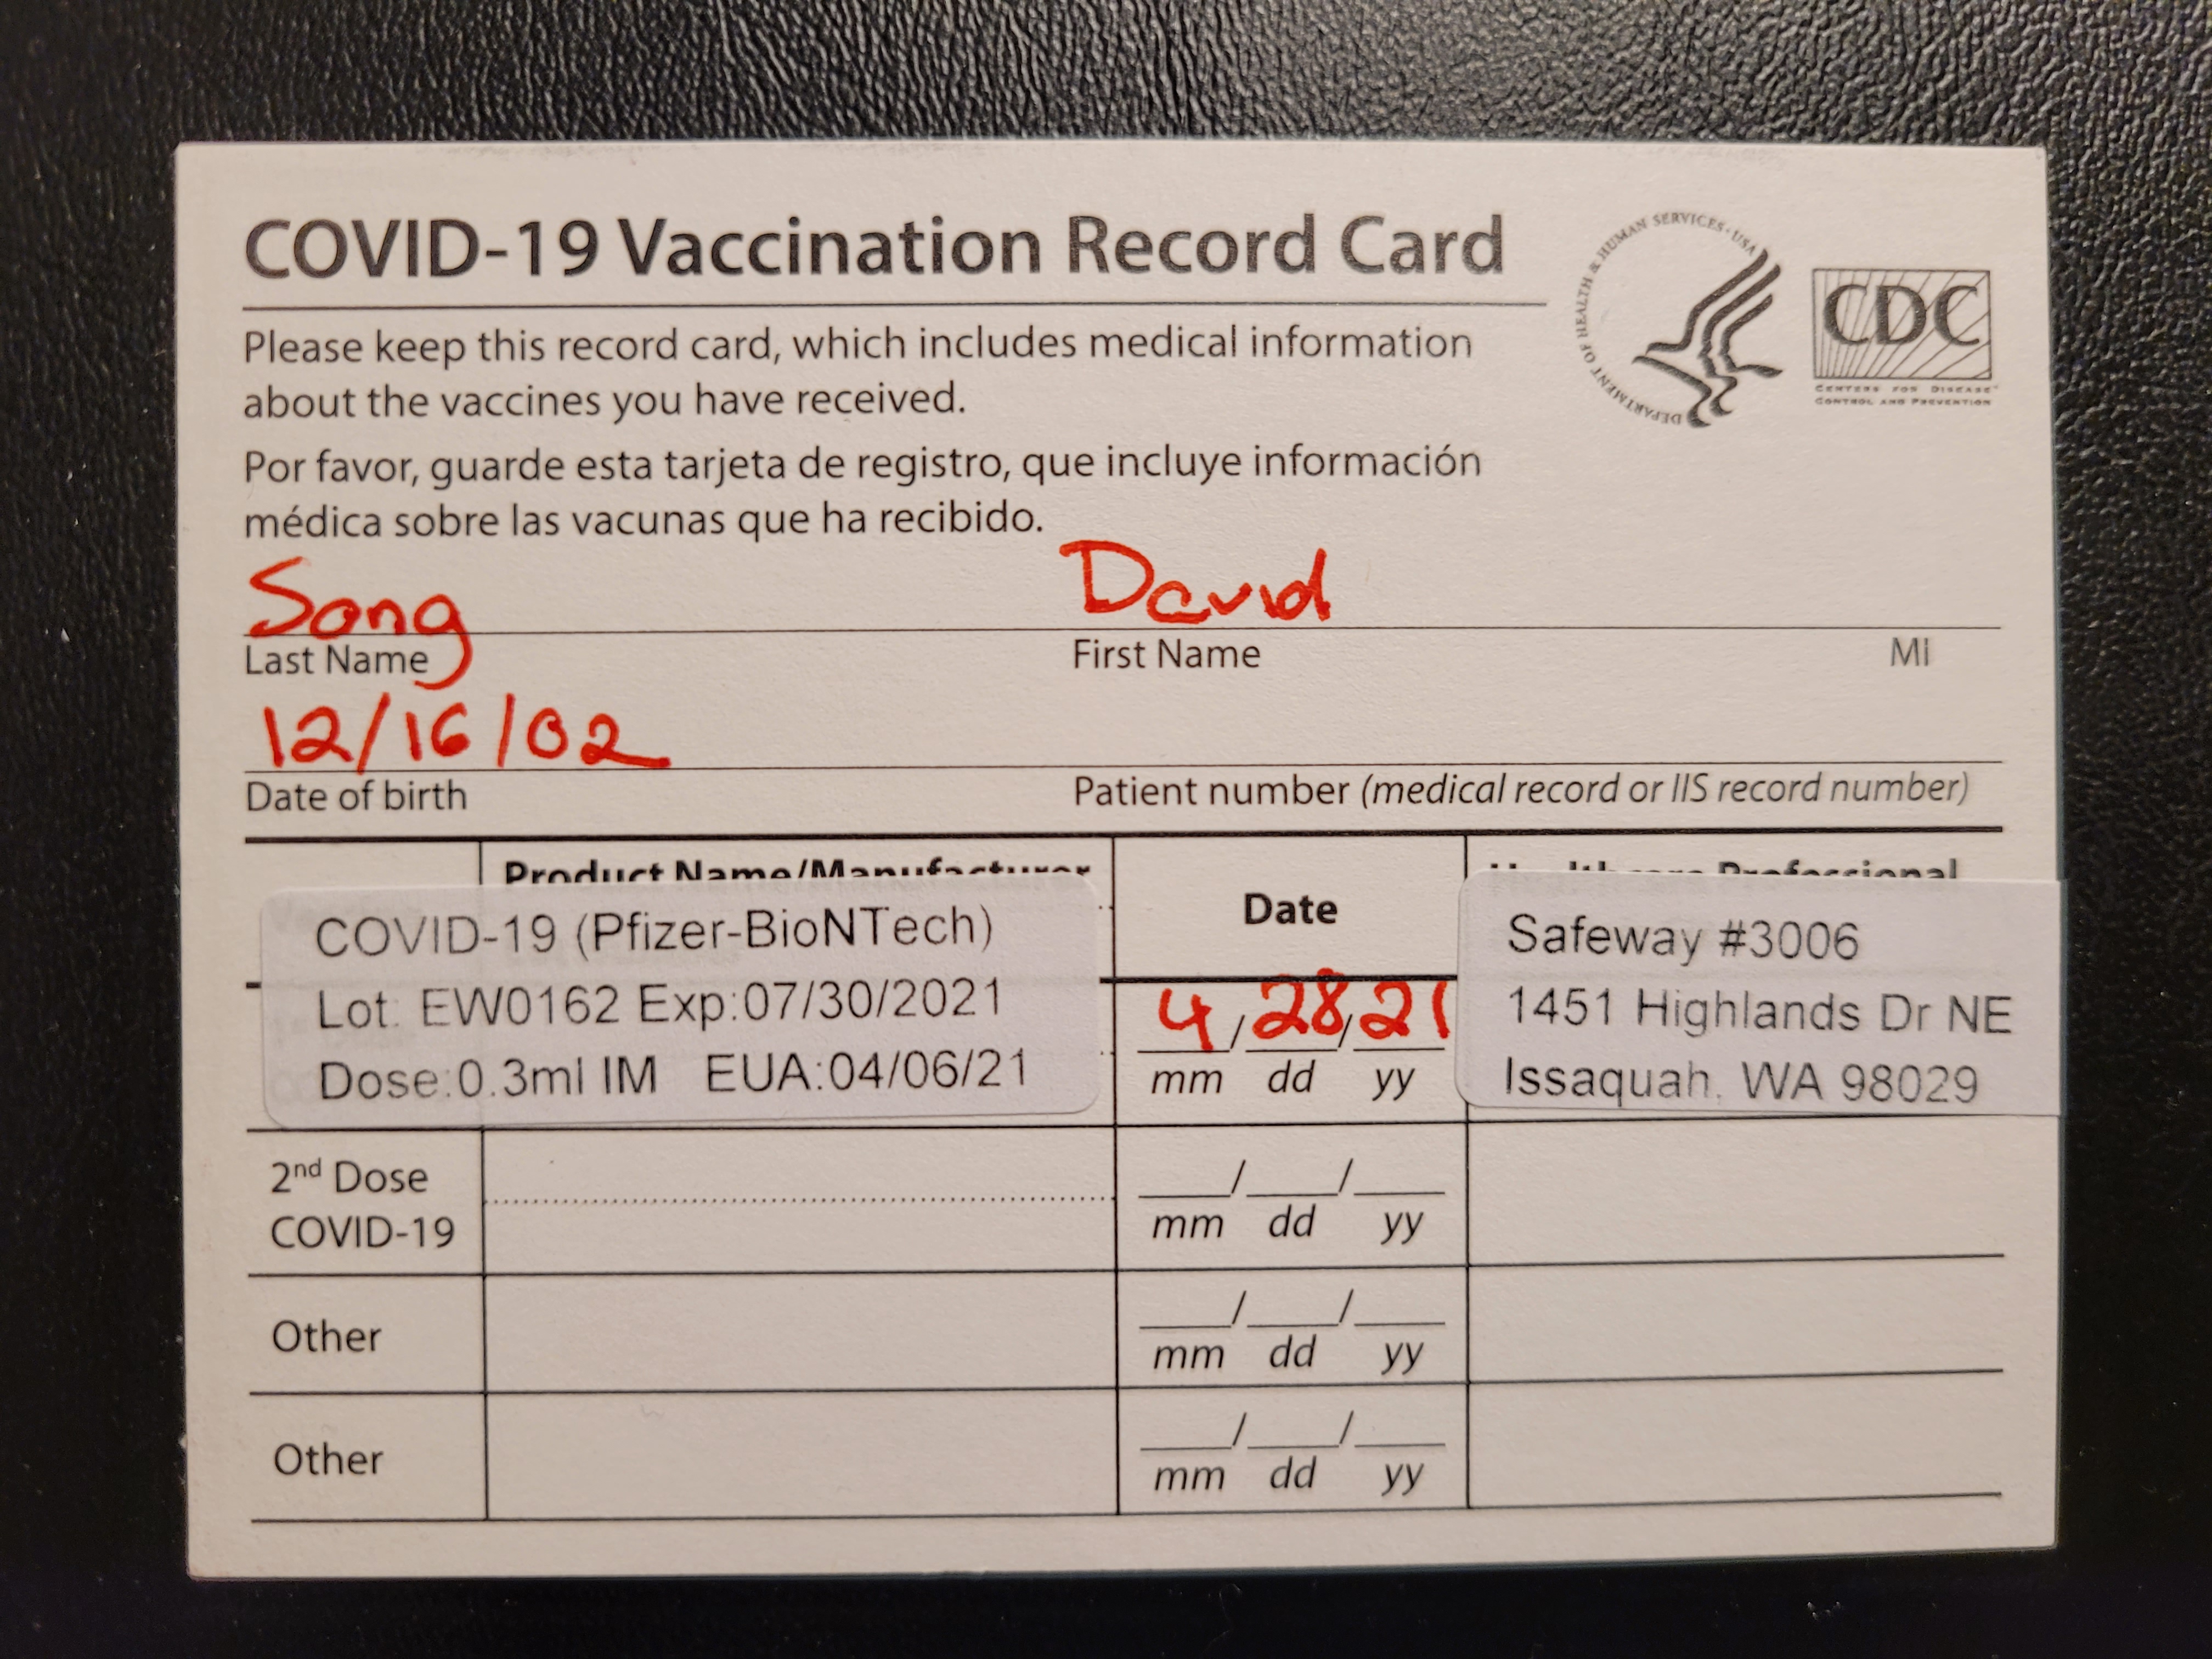 COVID-19 Vaccination Record Card
DEPARTMENT OF HEALTH & HUMAN SERVICES · USA
CDC
CENTERS FOR DISEASE
CONTROL AND PREVENTION
Please keep this record card, which includes medical information
about the vaccines you have received.
Por favor, guarde esta tarjeta de registro, que incluye información
médica sobre las vacunas que ha recibido.
Song David
Last Name First Name MI
12/16/02
Date of birth Patient number (medical record or IIS record number)
Product Name/Manufacturer Date Professional
COVID-19 (Pfizer-BioNTech)
Lot: EW0162 Exp:07/30/2021
Dose:0.3ml IM EUA:04/06/21
4/28/21
mm dd yy
Safeway #3006
1451 Highlands Dr NE
Issaquah, WA 98029
2nd Dose
COVID-19
___/___/___
mm dd yy
Other
___/___/___
mm dd yy
Other
___/___/___
mm dd yy